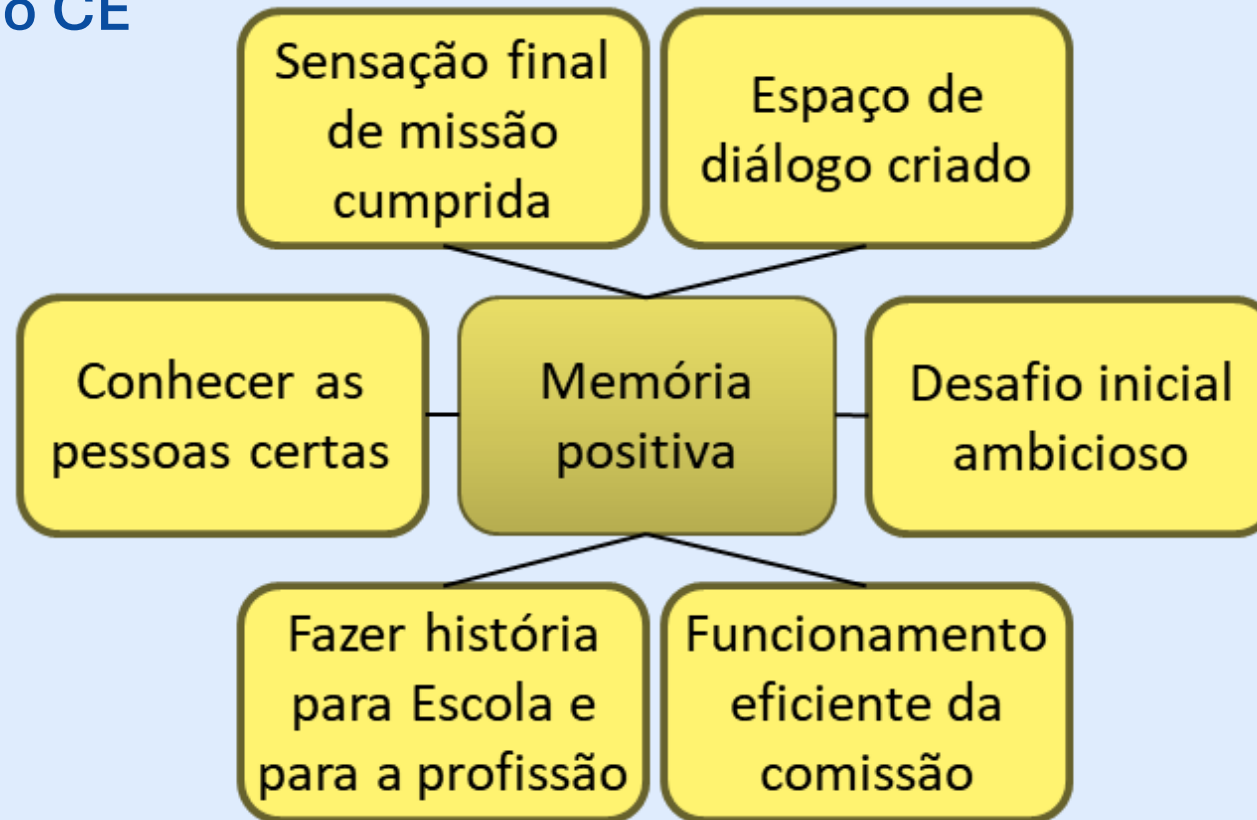 o CE
Sensação final
de missão
cumprida
Espaço de
diálogo criado
Conhecer as
pessoas certas
Memória
positiva
Desafio inicial
ambicioso
Fazer história
para Escola e
para a profissão
Funcionamento
eficiente da
comissão